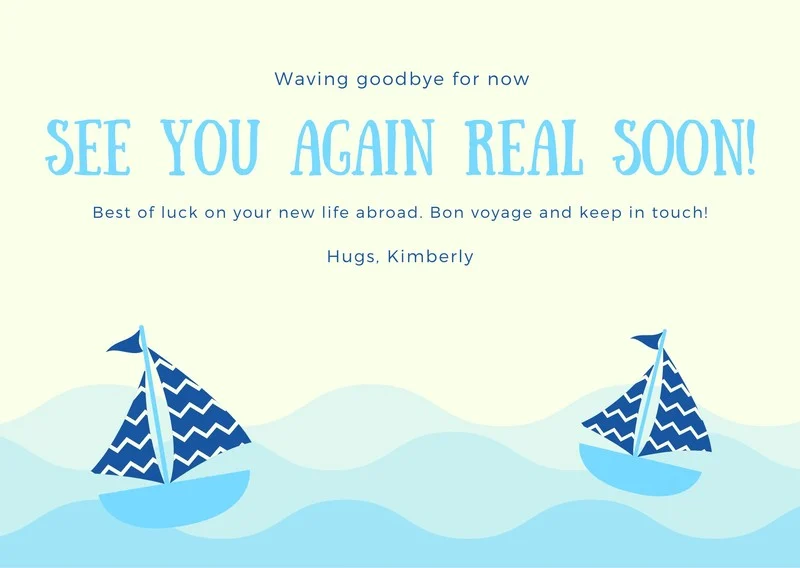 Waving goodbye for now
SEE YOU AGAIN REAL SOON!
Best of luck on your new life abroad. Bon voyage and keep in touch!
Hugs, Kimberly